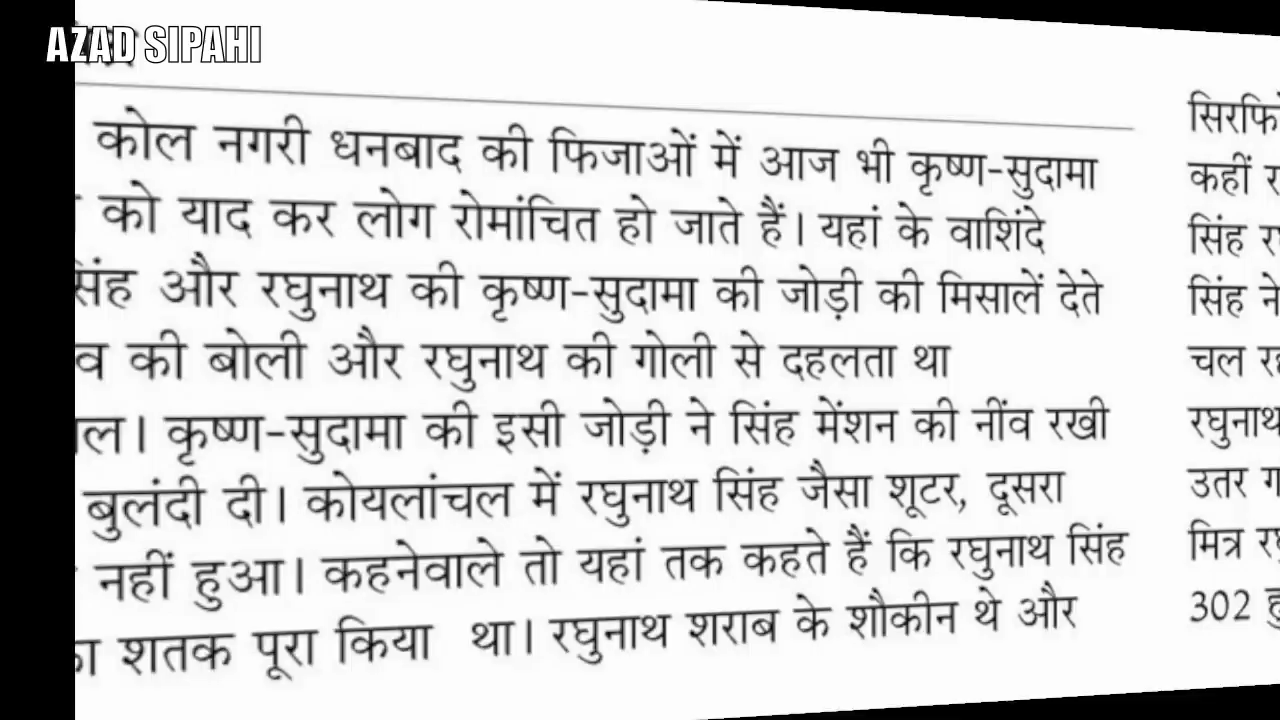 AZAD SIPAHI
कोल नगरी धनबाद की फिजाओं में आज भी कृष्ण-सुदामा
को याद कर लोग रोमांचित हो जाते हैं। यहां के वाशिंदे
सिंह और रघुनाथ की कृष्ण-सुदामा की जोड़ी की मिसालें देते
व की बोली और रघुनाथ की गोली से दहलता था
ल। कृष्ण-सुदामा की इसी जोड़ी ने सिंह मेंशन की नींव रखी
बुलंदी दी। कोयलांचल में रघुनाथ सिंह जैसा शूटर, दूसरा
नहीं हुआ। कहनेवाले तो यहां तक कहते हैं कि रघुनाथ सिंह
शतक पूरा किया था। रघुनाथ शराब के शौकीन थे और
कहीं
सिंह
सिंह ने
चल
रघुनाथ
उतर
मित्र
302